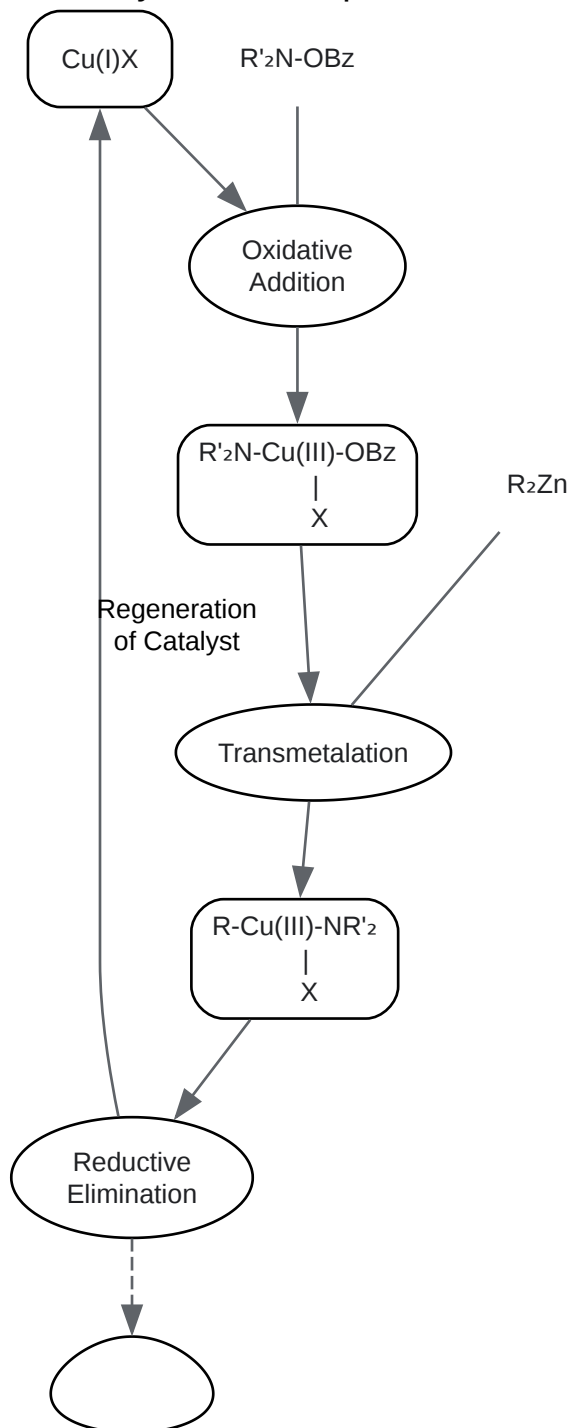 Cu(I)X
R'₂N-OBz
Oxidative
Addition
R'₂N-Cu(III)-OBz
|
X
R₂Zn
Regeneration
of Catalyst
Transmetalation
R-Cu(III)-NR'₂
|
X
Reductive
Elimination